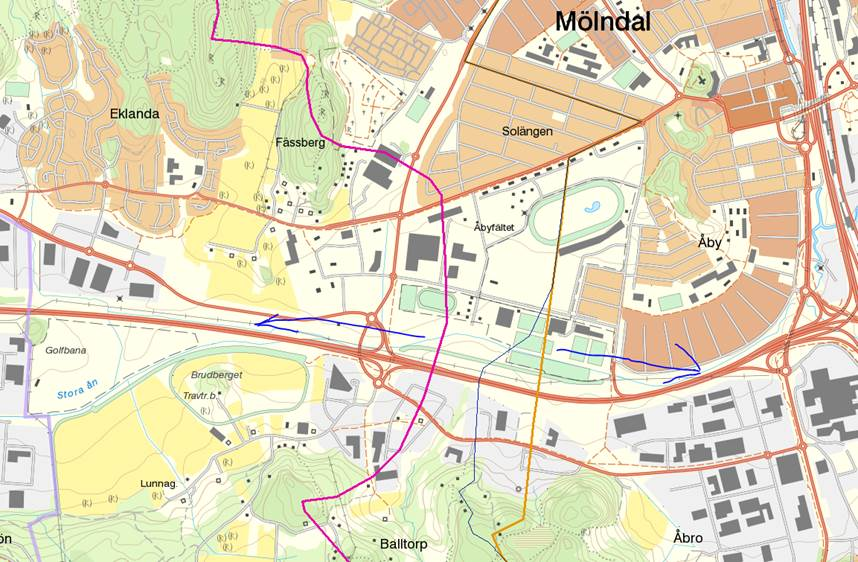 Mölndal
Eklanda
Solängen
Fässberg
Åbyfältet
Åby
Golfbana
Brudberget
Stora ån
Travtr.b.
Lunnag.
Åbro
ön
Balltorp